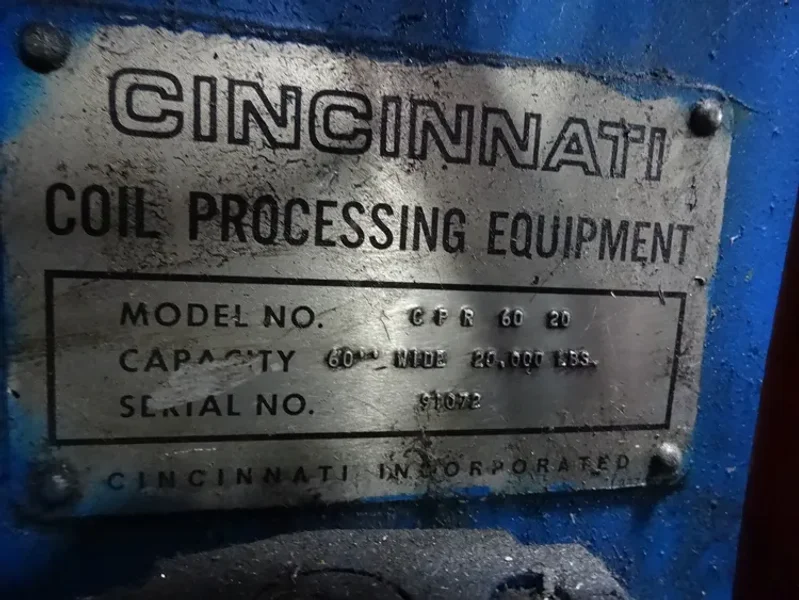 CINCINNATI
COIL PROCESSING EQUIPMENT
MODEL NO. CPR 60 20
CAPACITY 60" WIDE 20,000 LBS.
SERIAL NO. 91072
CINCINNATI INCORPORATED